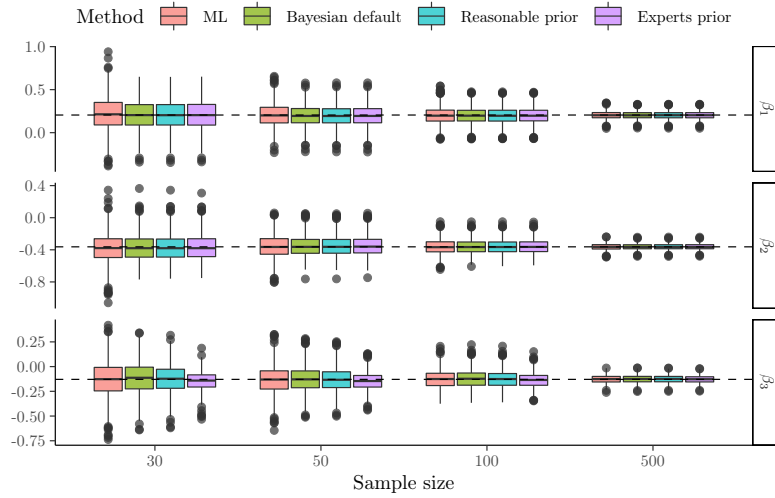 Method ML Bayesian default Reasonable prior Experts prior
1.0
0.5
0.0
β1
0.4
0.0
-0.4
-0.8
β2
0.25
0.00
-0.25
-0.50
-0.75
β3
30 50 100 500
Sample size